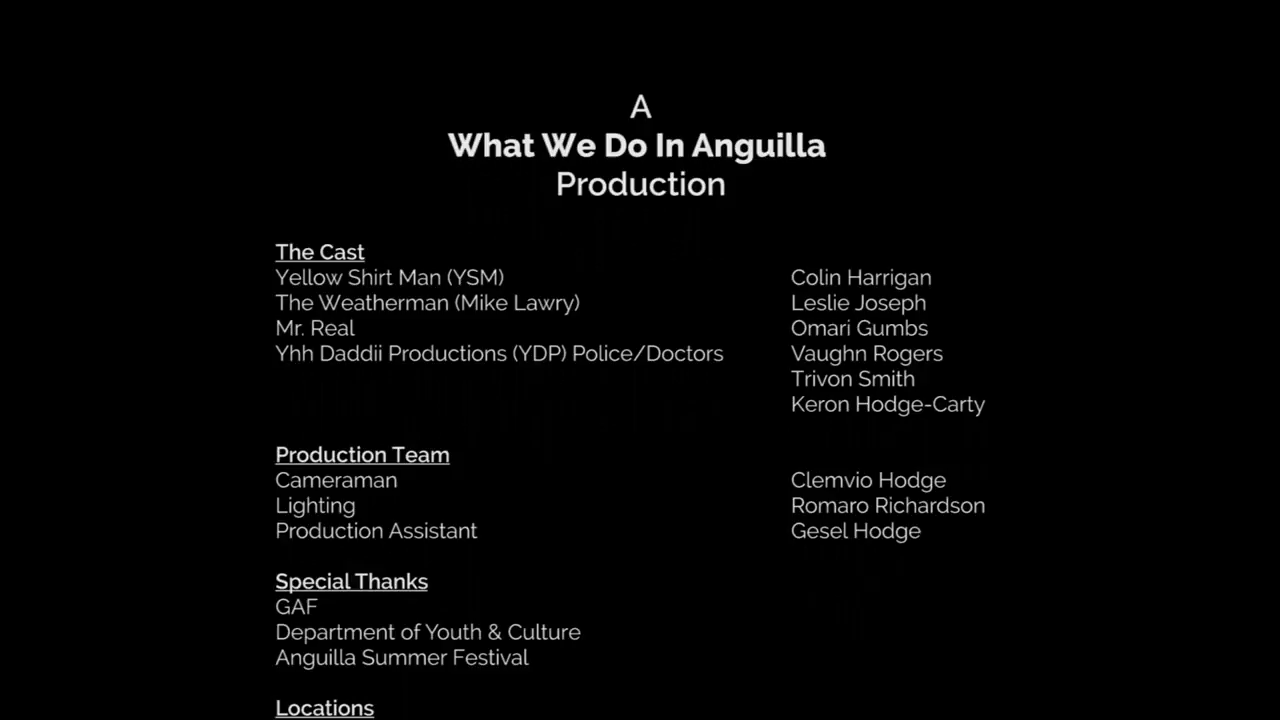 A
What We Do In Anguilla
Production
The Cast
Yellow Shirt Man (YSM) Colin Harrigan
The Weatherman (Mike Lawry) Leslie Joseph
Mr. Real Omari Gumbs
Yhh Daddii Productions (YDP) Police/Doctors Vaughn Rogers
Trivon Smith
Keron Hodge-Carty
Production Team
Cameraman Clemvio Hodge
Lighting Romaro Richardson
Production Assistant Gesel Hodge
Special Thanks
GAF
Department of Youth & Culture
Anguilla Summer Festival
Locations